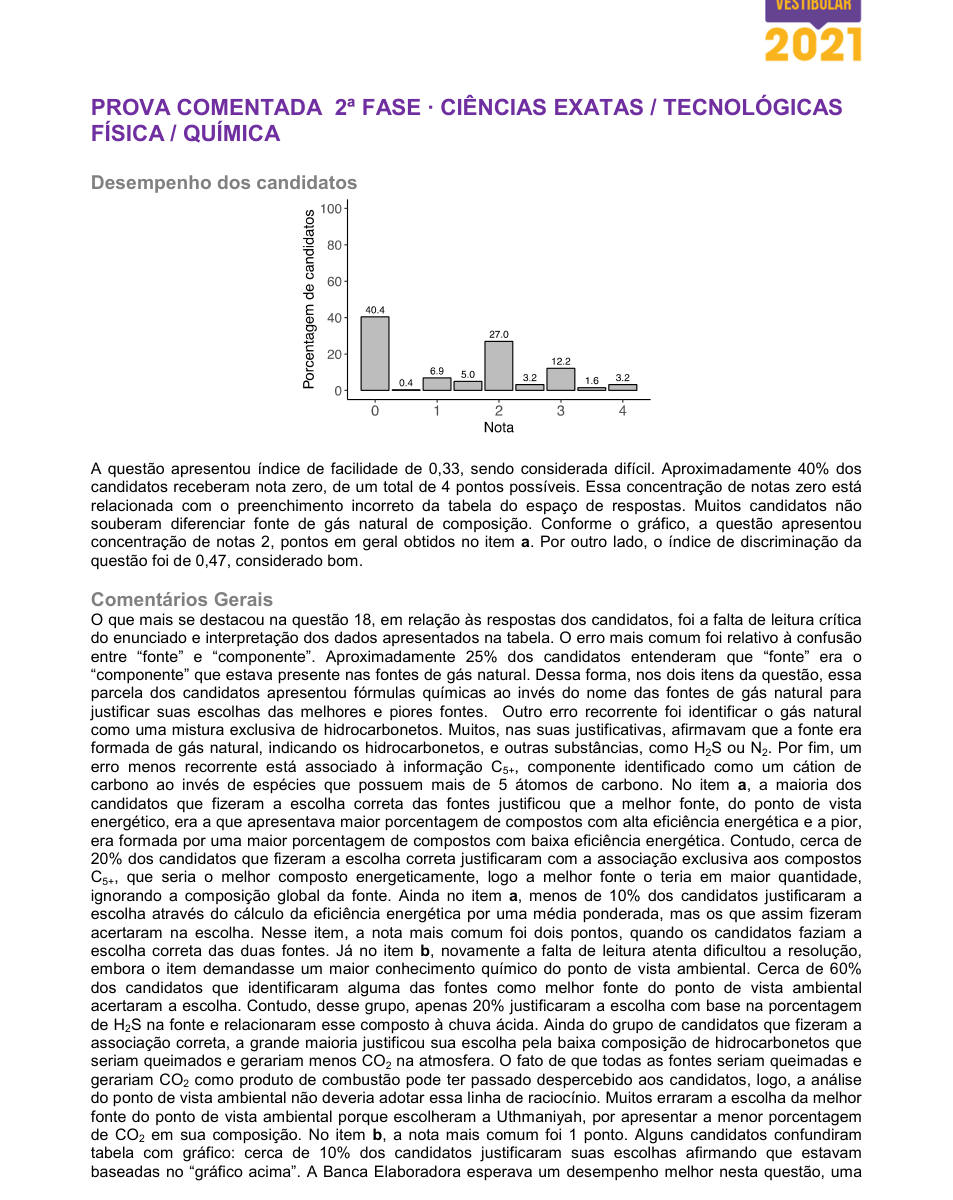 VESTIBULAR
2021
PROVA COMENTADA 2ª FASE · CIÊNCIAS EXATAS / TECNOLÓGICAS
FÍSICA / QUÍMICA
Desempenho dos candidatos
Porcentagem de candidatos
100
80
60
40
20
0
40.4
0.4
6.9
5.0
27.0
3.2
12.2
1.6
3.2
0 1 2 3 4
Nota
A questão apresentou índice de facilidade de 0,33, sendo considerada difícil. Aproximadamente 40% dos
candidatos receberam nota zero, de um total de 4 pontos possíveis. Essa concentração de notas zero está
relacionada com o preenchimento incorreto da tabela do espaço de respostas. Muitos candidatos não
souberam diferenciar fonte de gás natural de composição. Conforme o gráfico, a questão apresentou
concentração de notas 2, pontos em geral obtidos no item a. Por outro lado, o índice de discriminação da
questão foi de 0,47, considerado bom.
Comentários Gerais
O que mais se destacou na questão 18, em relação às respostas dos candidatos, foi a falta de leitura crítica
do enunciado e interpretação dos dados apresentados na tabela. O erro mais comum foi relativo à confusão
entre “fonte” e “componente”. Aproximadamente 25% dos candidatos entenderam que “fonte” era o
“componente” que estava presente nas fontes de gás natural. Dessa forma, nos dois itens da questão, essa
parcela dos candidatos apresentou fórmulas químicas ao invés do nome das fontes de gás natural para
justificar suas escolhas das melhores e piores fontes. Outro erro recorrente foi identificar o gás natural
como uma mistura exclusiva de hidrocarbonetos. Muitos, nas suas justificativas, afirmavam que a fonte era
formada de gás natural, indicando os hidrocarbonetos, e outras substâncias, como H₂S ou N₂. Por fim, um
erro menos recorrente está associado à informação C₅₊, componente identificado como um cátion de
carbono ao invés de espécies que possuem mais de 5 átomos de carbono. No item a, a maioria dos
candidatos que fizeram a escolha correta das fontes justificou que a melhor fonte, do ponto de vista
energético, era a que apresentava maior porcentagem de compostos com alta eficiência energética e a pior,
era formada por uma maior porcentagem de compostos com baixa eficiência energética. Contudo, cerca de
20% dos candidatos que fizeram a escolha correta justificaram com a associação exclusiva aos compostos
C₅₊, que seria o melhor composto energeticamente, logo a melhor fonte o teria em maior quantidade,
ignorando a composição global da fonte. Ainda no item a, menos de 10% dos candidatos justificaram a
escolha através do cálculo da eficiência energética por uma média ponderada, mas os que assim fizeram
acertaram na escolha. Nesse item, a nota mais comum foi dois pontos, quando os candidatos faziam a
escolha correta das duas fontes. Já no item b, novamente a falta de leitura atenta dificultou a resolução,
embora o item demandasse um maior conhecimento químico do ponto de vista ambiental. Cerca de 60%
dos candidatos que identificaram alguma das fontes como melhor fonte do ponto de vista ambiental
acertaram a escolha. Contudo, desse grupo, apenas 20% justificaram a escolha com base na porcentagem
de H₂S na fonte e relacionaram esse composto à chuva ácida. Ainda do grupo de candidatos que fizeram a
associação correta, a grande maioria justificou sua escolha pela baixa composição de hidrocarbonetos que
seriam queimados e gerariam menos CO₂ na atmosfera. O fato de que todas as fontes seriam queimadas e
gerariam CO₂ como produto de combustão pode ter passado despercebido aos candidatos, logo, a análise
do ponto de vista ambiental não deveria adotar essa linha de raciocínio. Muitos erraram a escolha da melhor
fonte do ponto de vista ambiental porque escolheram a Uthmaniyah, por apresentar a menor porcentagem
de CO₂ em sua composição. No item b, a nota mais comum foi 1 ponto. Alguns candidatos confundiram
tabela com gráfico: cerca de 10% dos candidatos justificaram suas escolhas afirmando que estavam
baseadas no “gráfico acima”. A Banca Elaboradora esperava um desempenho melhor nesta questão, uma